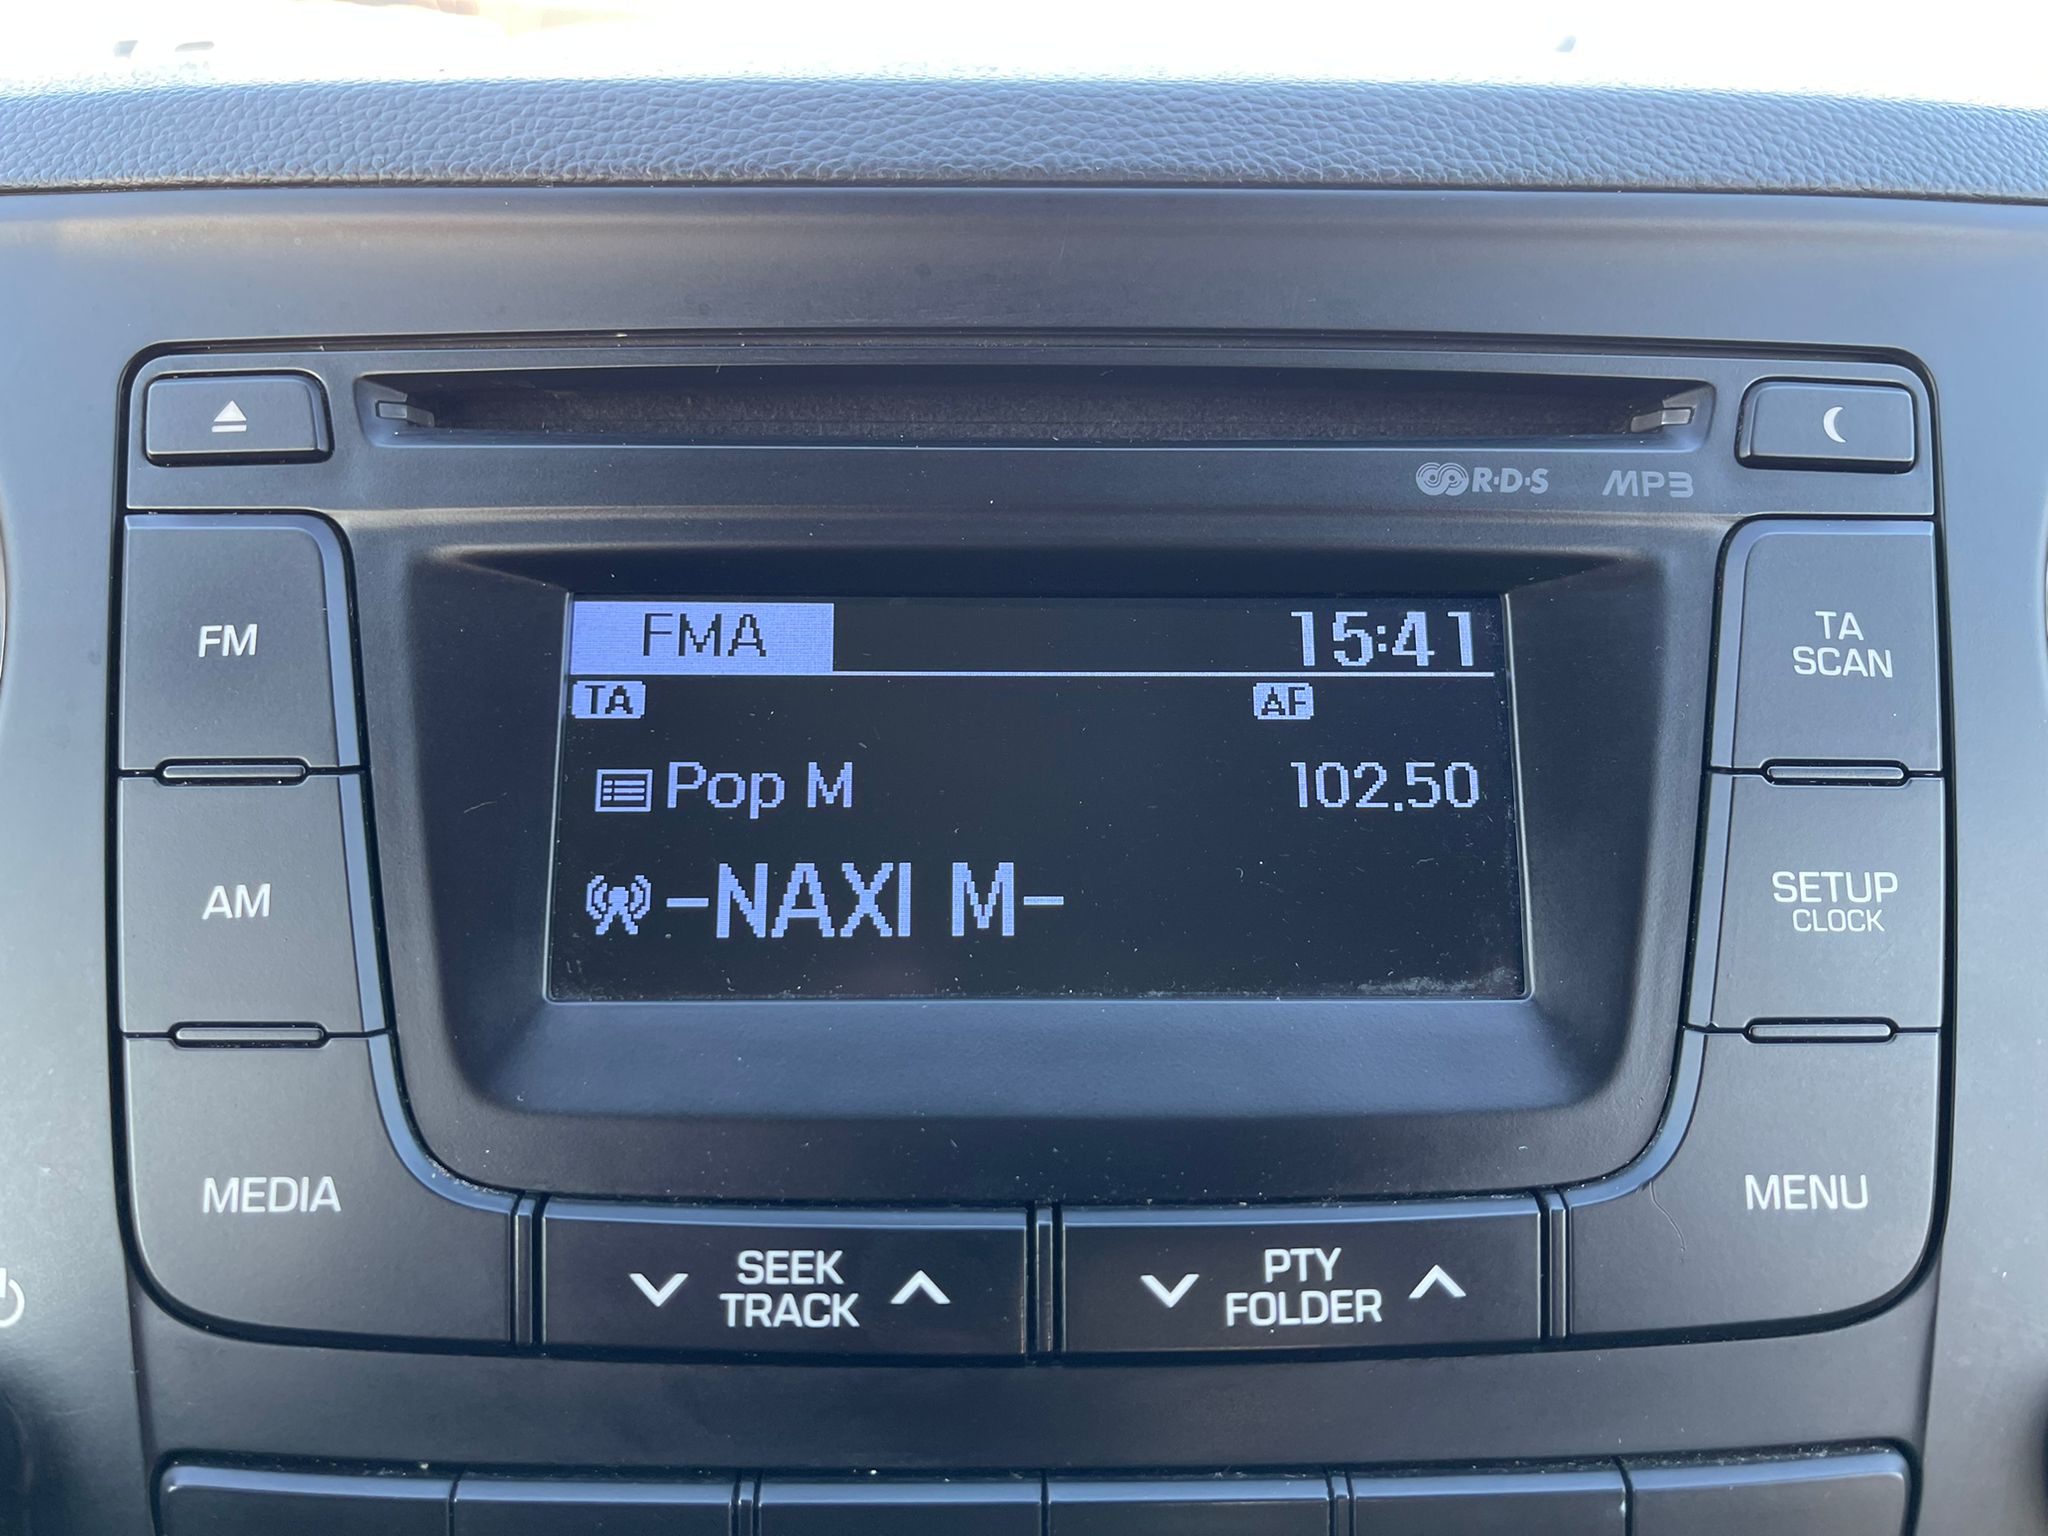 R·D·S MP3
FM
FMA 15:41
TA AF
Pop M 102.50
-NAXI M-
AM
MEDIA
TA
SCAN
SETUP
CLOCK
MENU
SEEK
TRACK
PTY
FOLDER